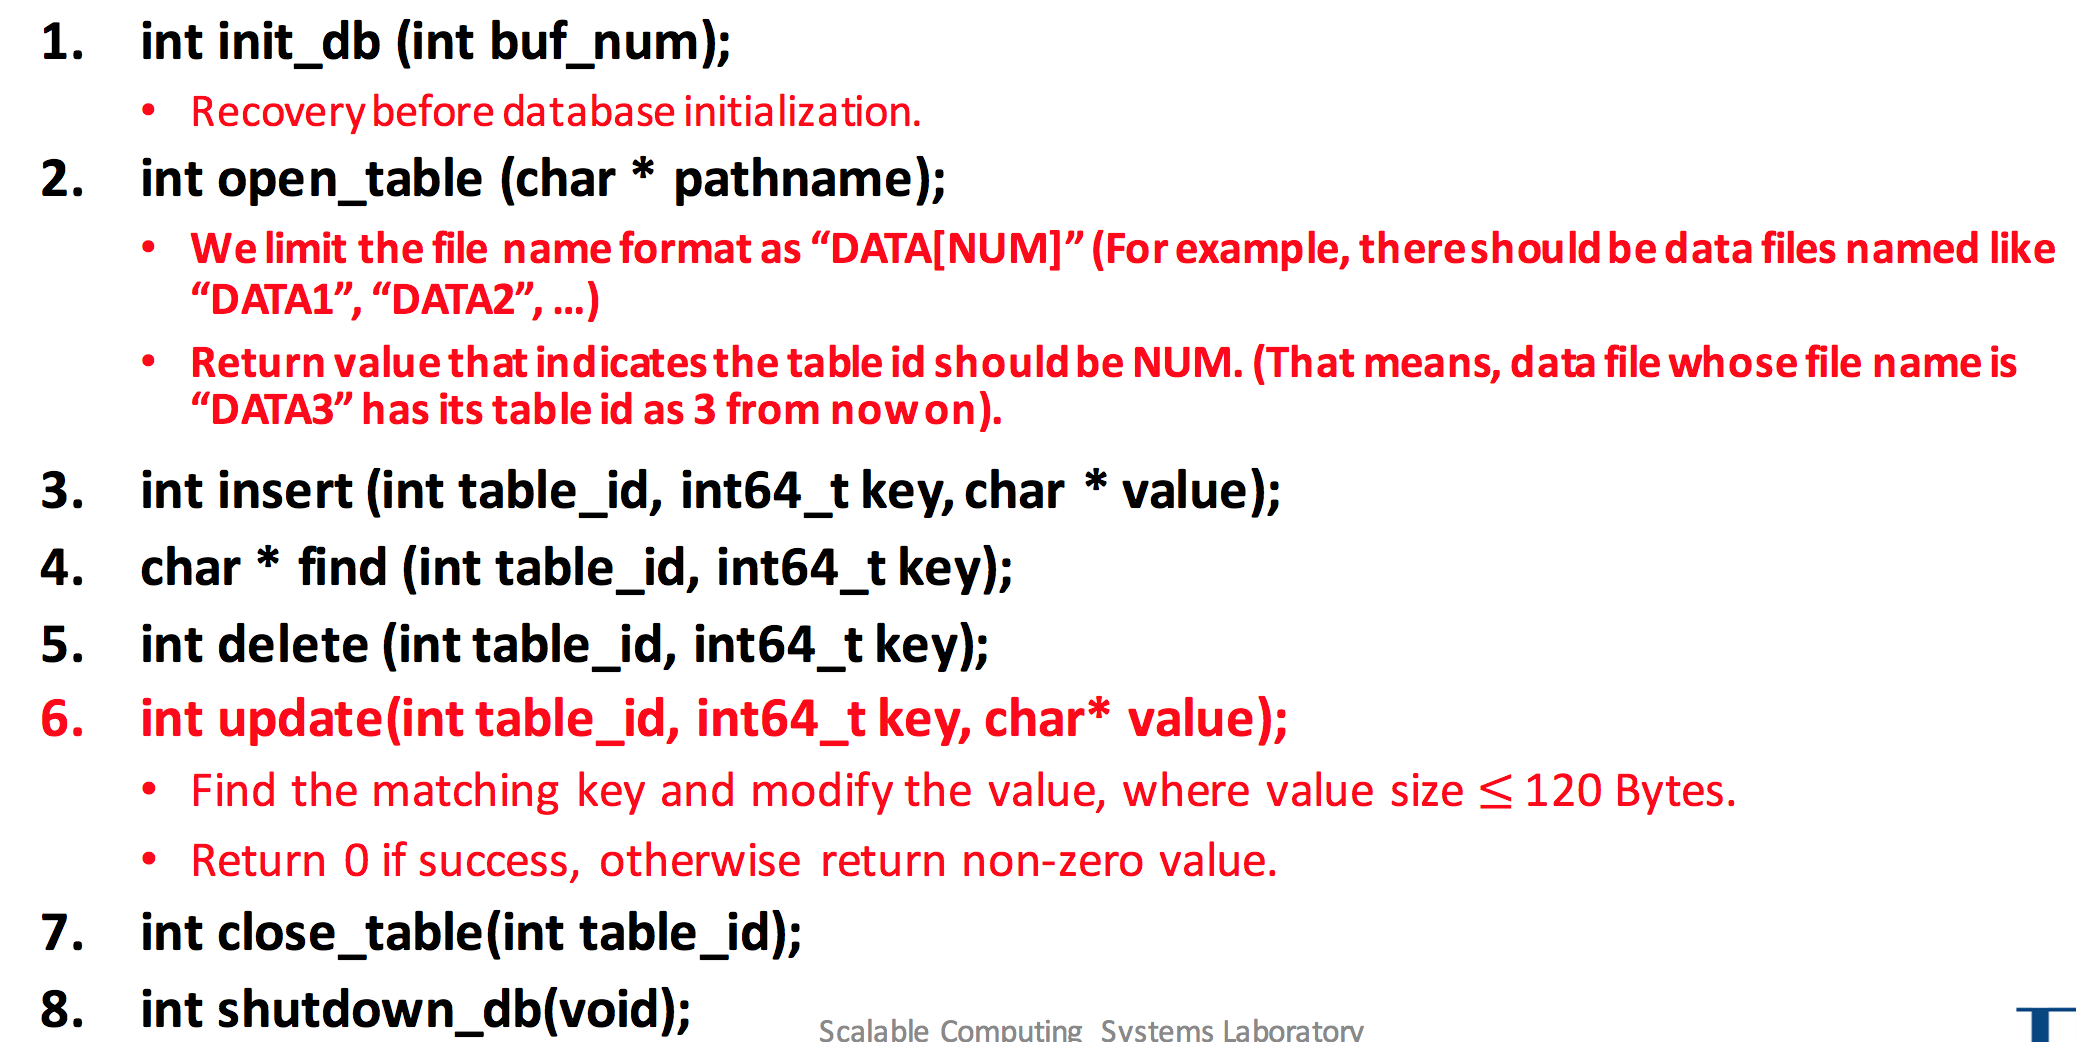 1. int init_db (int buf_num);
• Recovery before database initialization.
2. int open_table (char * pathname);
• We limit the file name format as “DATA[NUM]” (For example, there should be data files named like
“DATA1”, “DATA2”, …)
• Return value that indicates the table id should be NUM. (That means, data file whose file name is
“DATA3” has its table id as 3 from now on).
3. int insert (int table_id, int64_t key, char * value);
4. char * find (int table_id, int64_t key);
5. int delete (int table_id, int64_t key);
6. int update(int table_id, int64_t key, char* value);
• Find the matching key and modify the value, where value size ≤ 120 Bytes.
• Return 0 if success, otherwise return non-zero value.
7. int close_table(int table_id);
8. int shutdown_db(void);
Scalable Computing Systems Laboratory